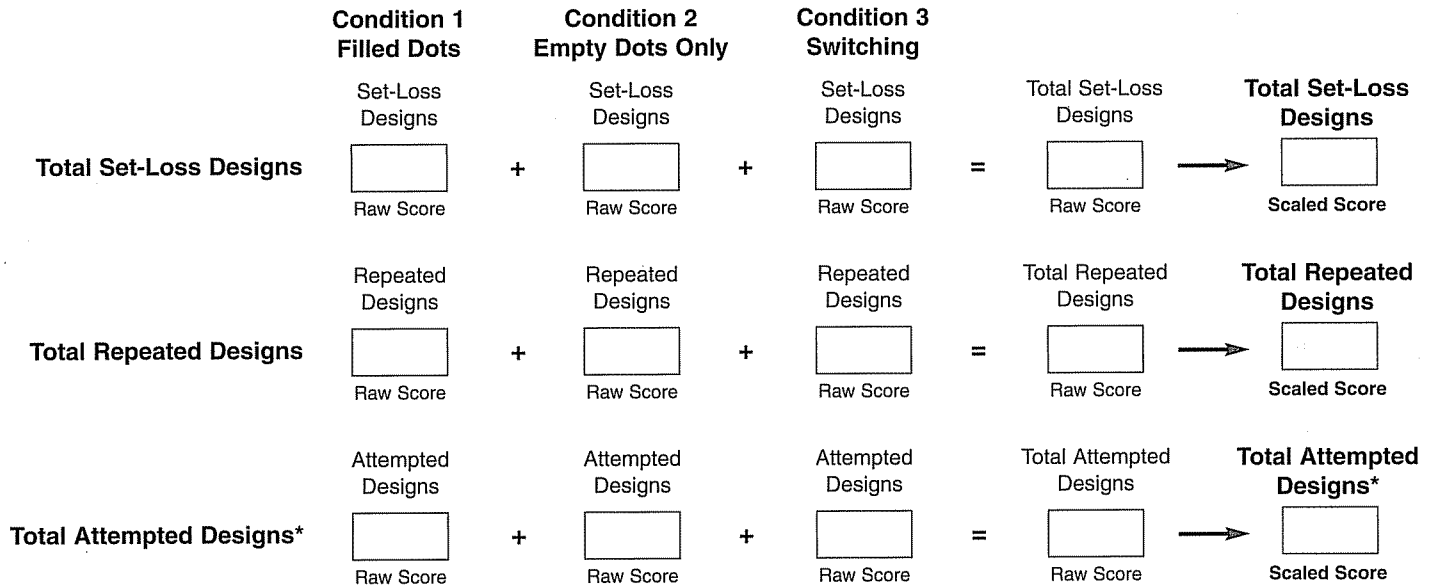 Condition 1 Condition 2 Condition 3
Filled Dots Empty Dots Only Switching
Set-Loss Set-Loss Set-Loss Total Set-Loss Total Set-Loss
Designs Designs Designs Designs Designs
Total Set-Loss Designs + + =
Raw Score Raw Score Raw Score Raw Score Scaled Score
Repeated Repeated Repeated Total Repeated Total Repeated
Designs Designs Designs Designs Designs
Total Repeated Designs + + =
Raw Score Raw Score Raw Score Raw Score Scaled Score
Attempted Attempted Attempted Total Attempted Total Attempted
Designs Designs Designs Designs Designs*
Total Attempted Designs* + + =
Raw Score Raw Score Raw Score Raw Score Scaled Score